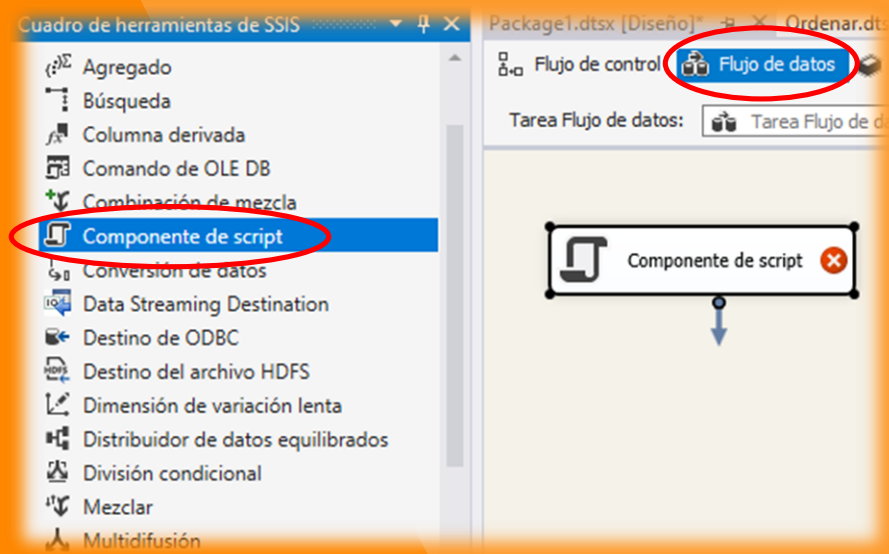 Cuadro de herramientas de SSIS
Agregado
Búsqueda
Columna derivada
Comando de OLE DB
Combinación de mezcla
Componente de script
Conversión de datos
Data Streaming Destination
Destino de ODBC
Destino del archivo HDFS
Dimensión de variación lenta
Distribuidor de datos equilibrados
División condicional
Mezclar
Multidifusión
Package1.dtsx [Diseño]* Ordenar.dts
Flujo de control Flujo de datos
Tarea Flujo de datos: Tarea Flujo de da
Componente de script